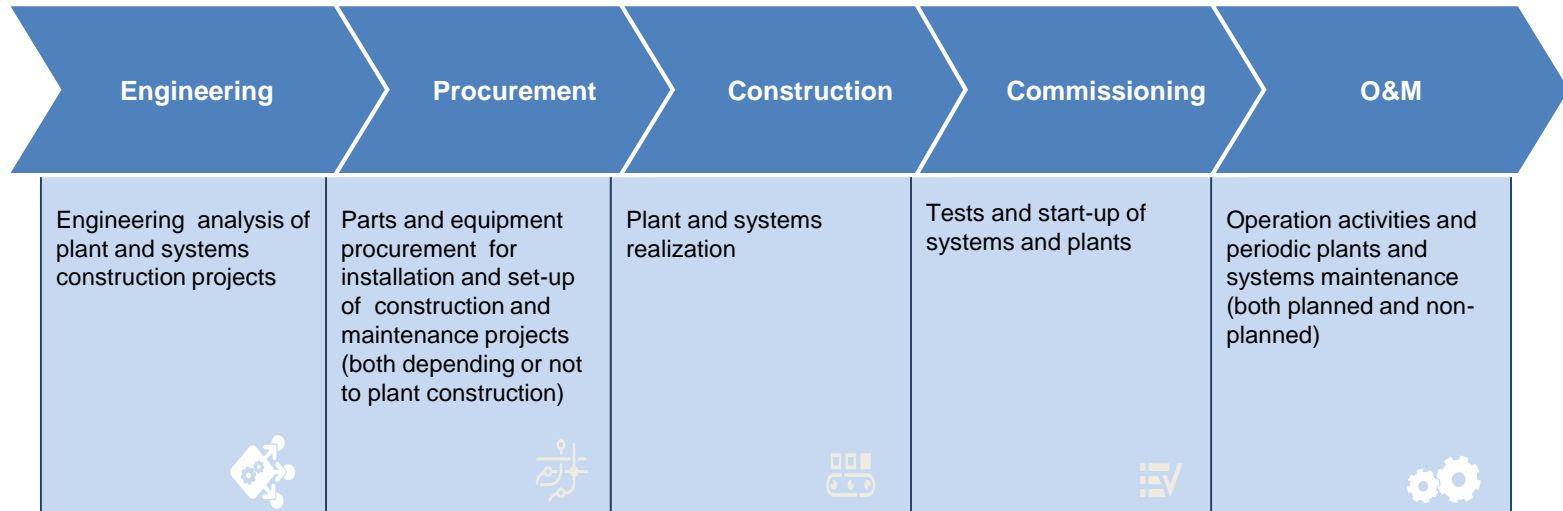 Engineering
Procurement
Construction
Commissioning
O&M
Engineering analysis of
plant and systems
construction projects
Parts and equipment
procurement for
installation and set-up
of construction and
maintenance projects
(both depending or not
to plant construction)
Plant and systems
realization
Tests and start-up of
systems and plants
Operation activities and
periodic plants and
systems maintenance
(both planned and non-
planned)